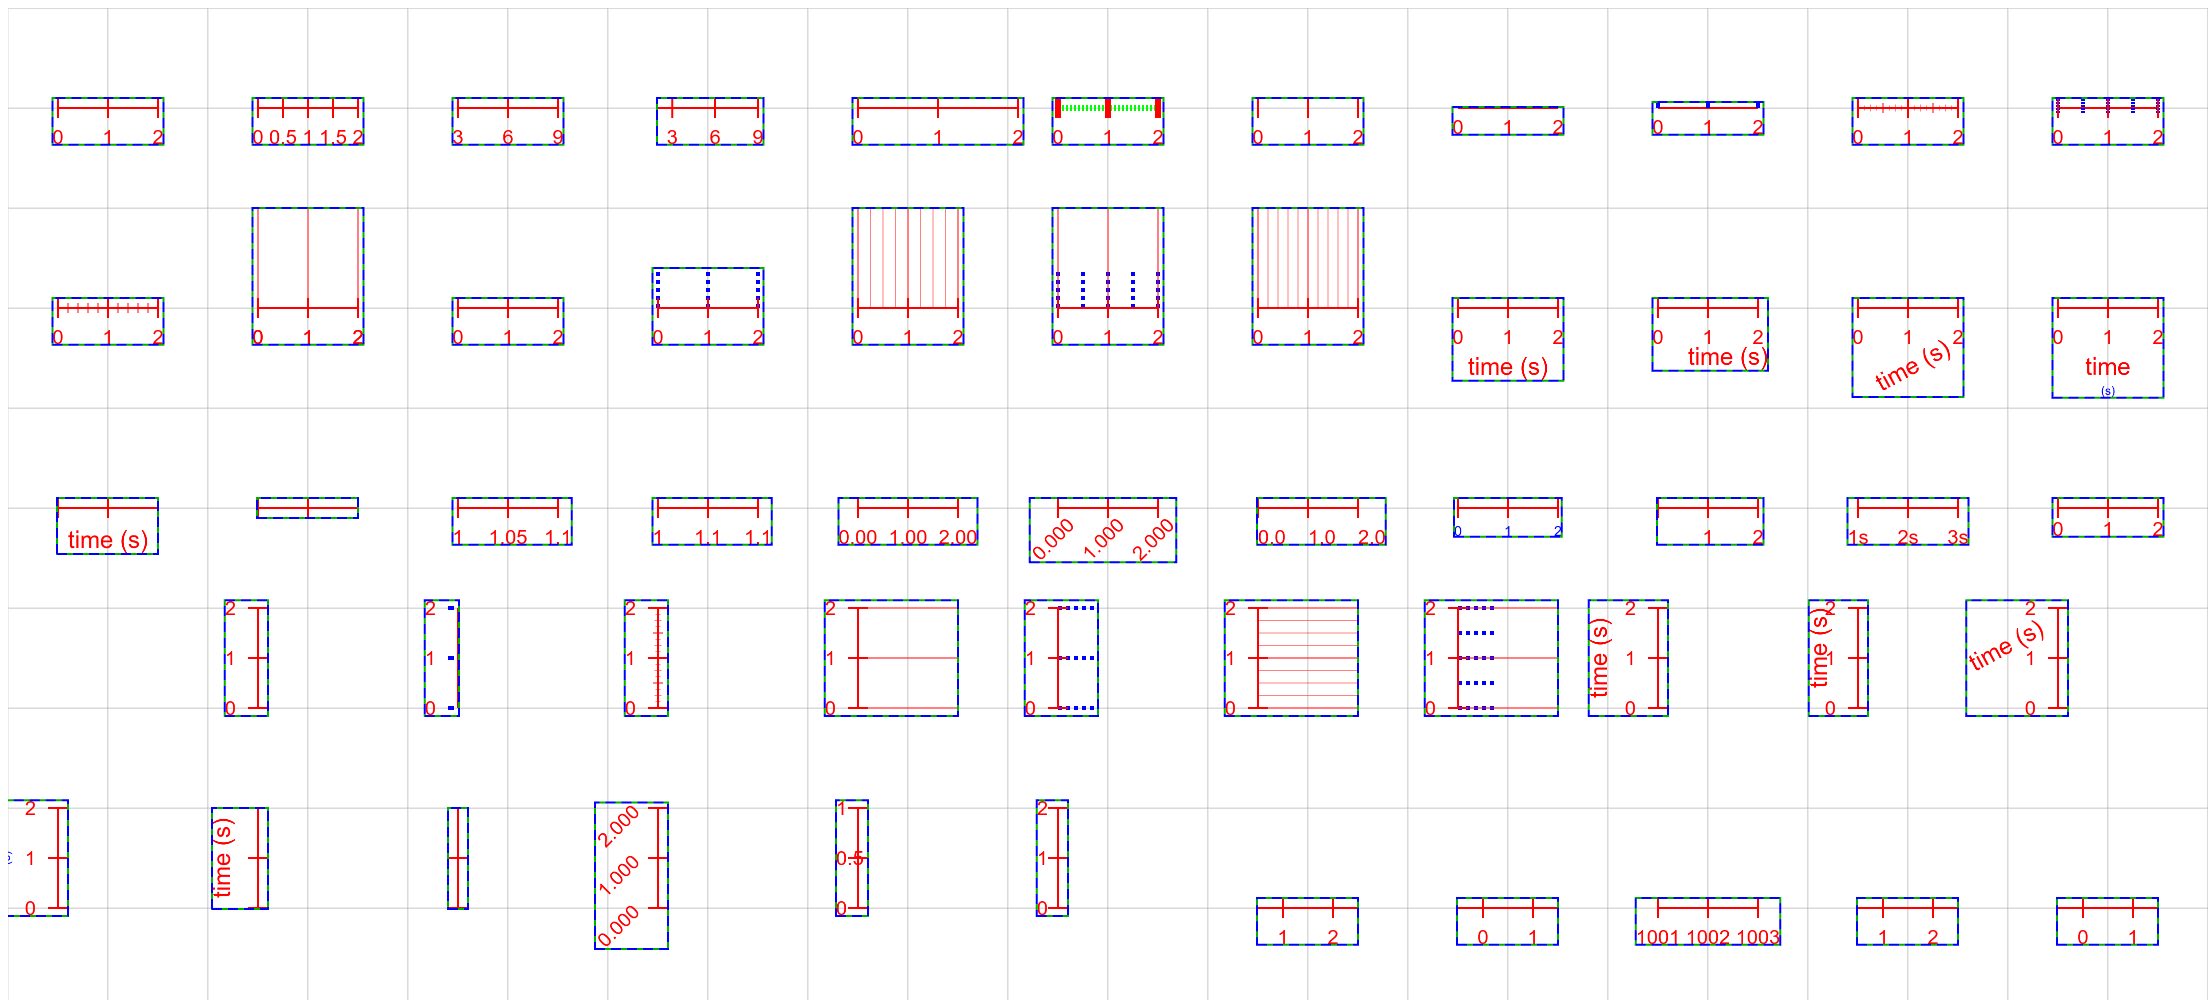 0 1 2 0 0.5 1 1.5 2 3 6 9 3 6 9 0 1 2 0 1 2 0 1 2 0 1 2 0 1 2 0 1 2 0 1 2
0 1 2 0 1 2 0 1 2 0 1 2 0 1 2 0 1 2 0 1 2 0 1 2 0 1 2 0 1 2 0 1 2
time (s) time (s) time (s) time
(s)
time (s) 1 1.05 1.1 1 1.1 1.1 0.00 1.00 2.00 0.000 1.000 2.000 0.0 1.0 2.0 0 1 2 1 2 1s 2s 3s 0 1 2
2 2 2 2 2 2 2 2 2 2
1 1 1 1 1 1 1 time (s) 1 time (s) 1 time (s) 1
0 0 0 0 0 0 0 0 0 0
2 2.000 1 2
(s) 1 time (s) 1.000 0.5 1
0 0.000 0 0
1 2 0 1 1001 1002 1003 1 2 0 1